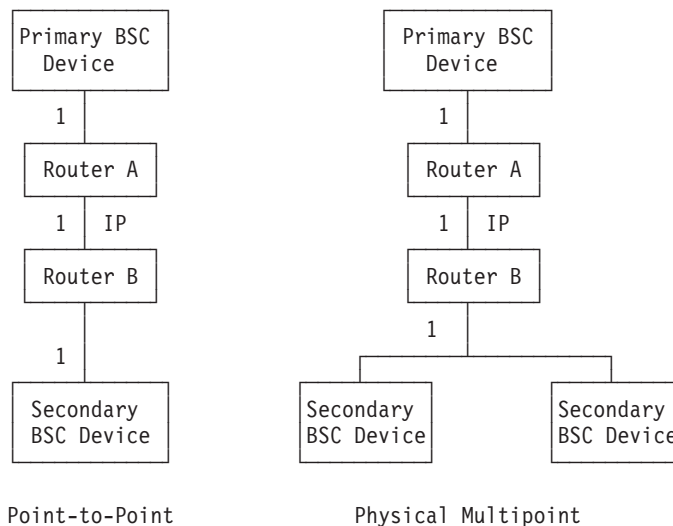 Primary BSC
Device
1
Router A
1 IP
Router B
1
Secondary
BSC Device
Point-to-Point
Primary BSC
Device
1
Router A
1 IP
Router B
1
Secondary
BSC Device
Secondary
BSC Device
Physical Multipoint